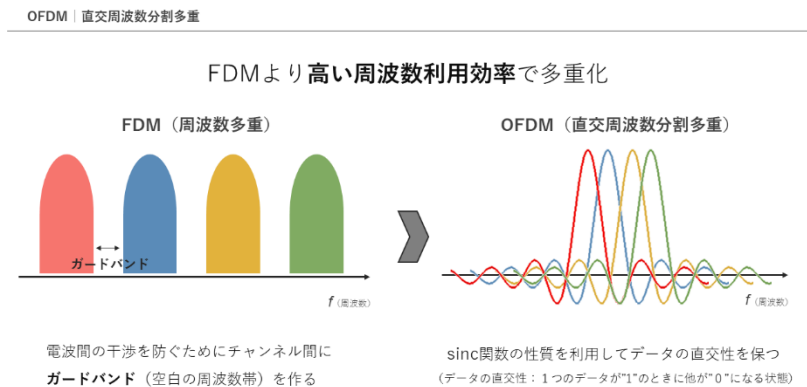 OFDM｜直交周波数分割多重
FDMより高い周波数利用効率で多重化
FDM（周波数多重）
ガードバンド
f（周波数）
電波間の干渉を防ぐためにチャンネル間に
ガードバンド（空白の周波数帯）を作る
OFDM（直交周波数分割多重）
f（周波数）
sinc関数の性質を利用してデータの直交性を保つ
（データの直交性：１つのデータが"1"のときに他が"０"になる状態）